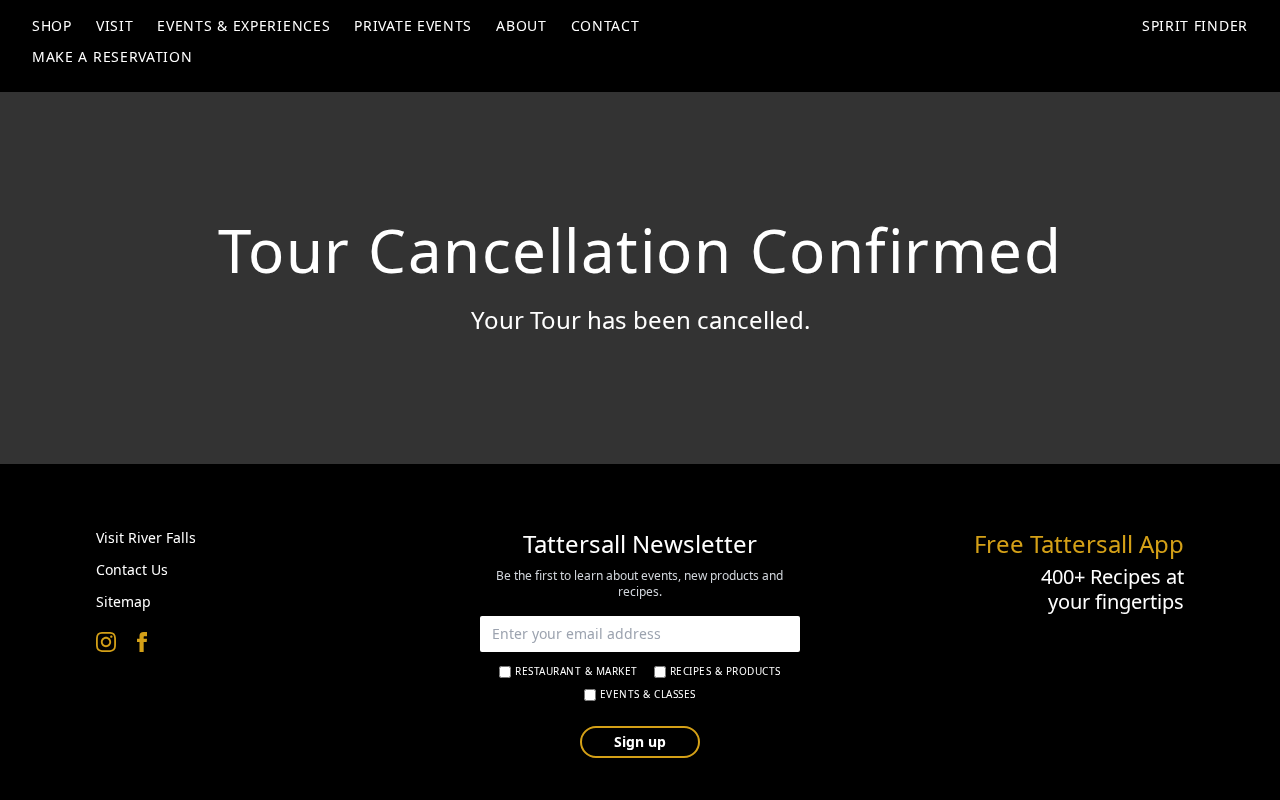 SHOP VISIT EVENTS & EXPERIENCES PRIVATE EVENTS ABOUT CONTACT SPIRIT FINDER
MAKE A RESERVATION
Tour Cancellation Confirmed
Your Tour has been cancelled.
Visit River Falls
Contact Us
Sitemap
Tattersall Newsletter
Be the first to learn about events, new products and
recipes.
Enter your email address
RESTAURANT & MARKET RECIPES & PRODUCTS
EVENTS & CLASSES
Sign up
Free Tattersall App
400+ Recipes at
your fingertips